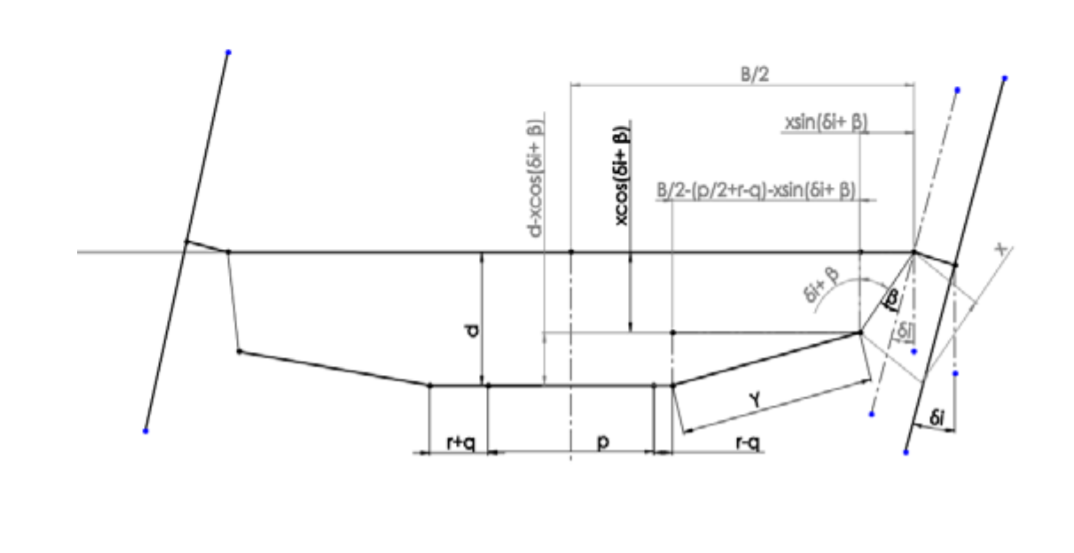 B/2
xsin(δi+ β)
d-xcos(δi+ β)
xcos(δi+ β)
B/2-(p/2+r-q)-xsin(δi+ β)
x
δi+ β
β
δi
d
Y
δi
r+q
p
r-q